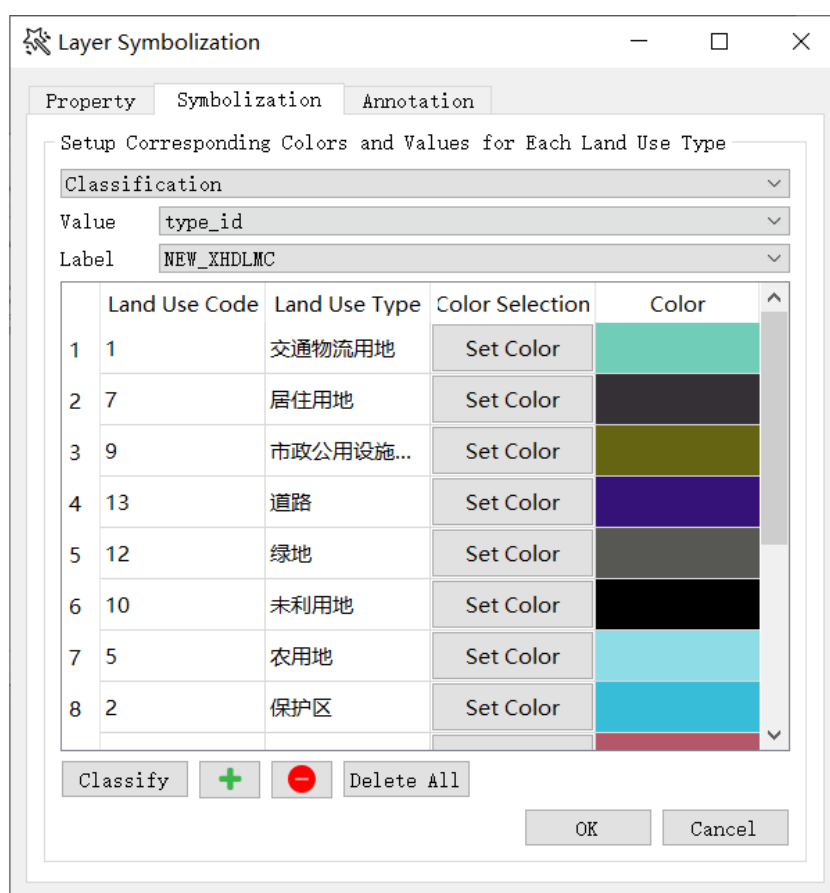 Layer Symbolization
Property Symbolization Annotation
Setup Corresponding Colors and Values for Each Land Use Type
Classification
Value type_id
Label NEW_XHDLMC
Land Use Code Land Use Type Color Selection Color
1 1 交通物流用地 Set Color
2 7 居住用地 Set Color
3 9 市政公用设施... Set Color
4 13 道路 Set Color
5 12 绿地 Set Color
6 10 未利用地 Set Color
7 5 农用地 Set Color
8 2 保护区 Set Color
Classify Delete All
OK Cancel